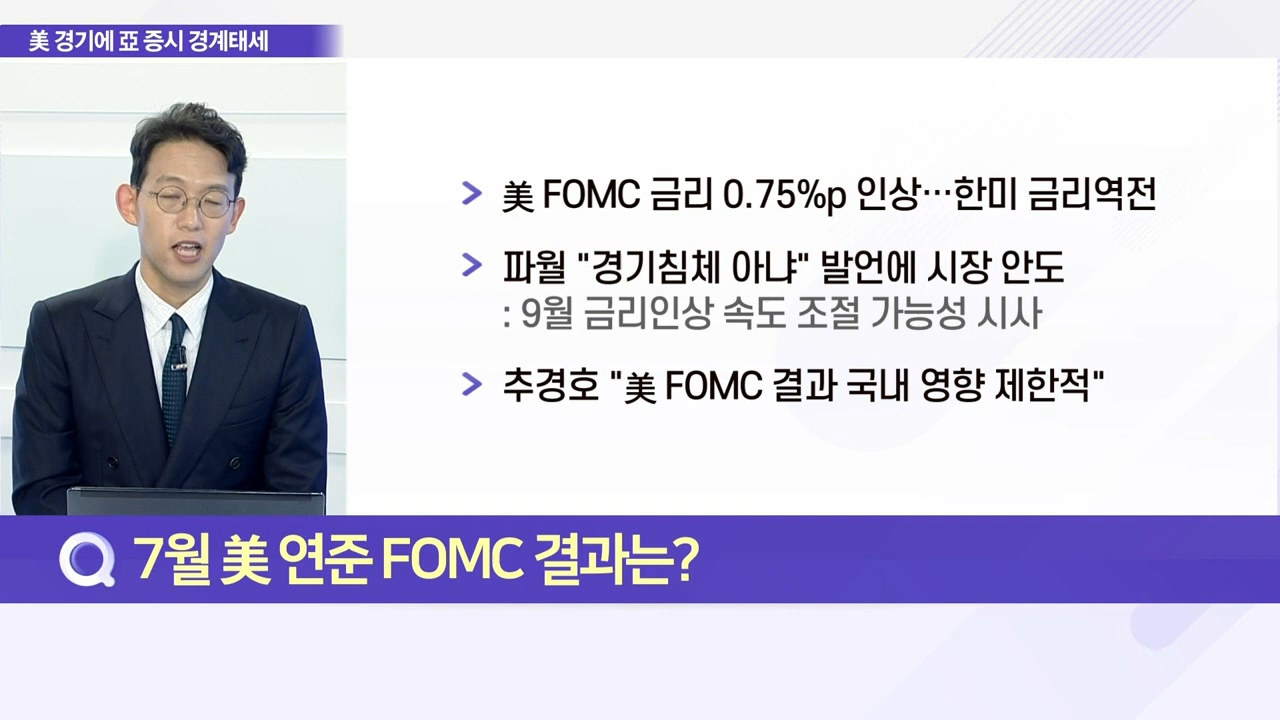 美 경기에 亞 증시 경계태세
> 美 FOMC 금리 0.75%p 인상…한미 금리역전
> 파월 "경기침체 아냐" 발언에 시장 안도
: 9월 금리인상 속도 조절 가능성 시사
> 추경호 "美 FOMC 결과 국내 영향 제한적"
Q 7월 美 연준 FOMC 결과는?